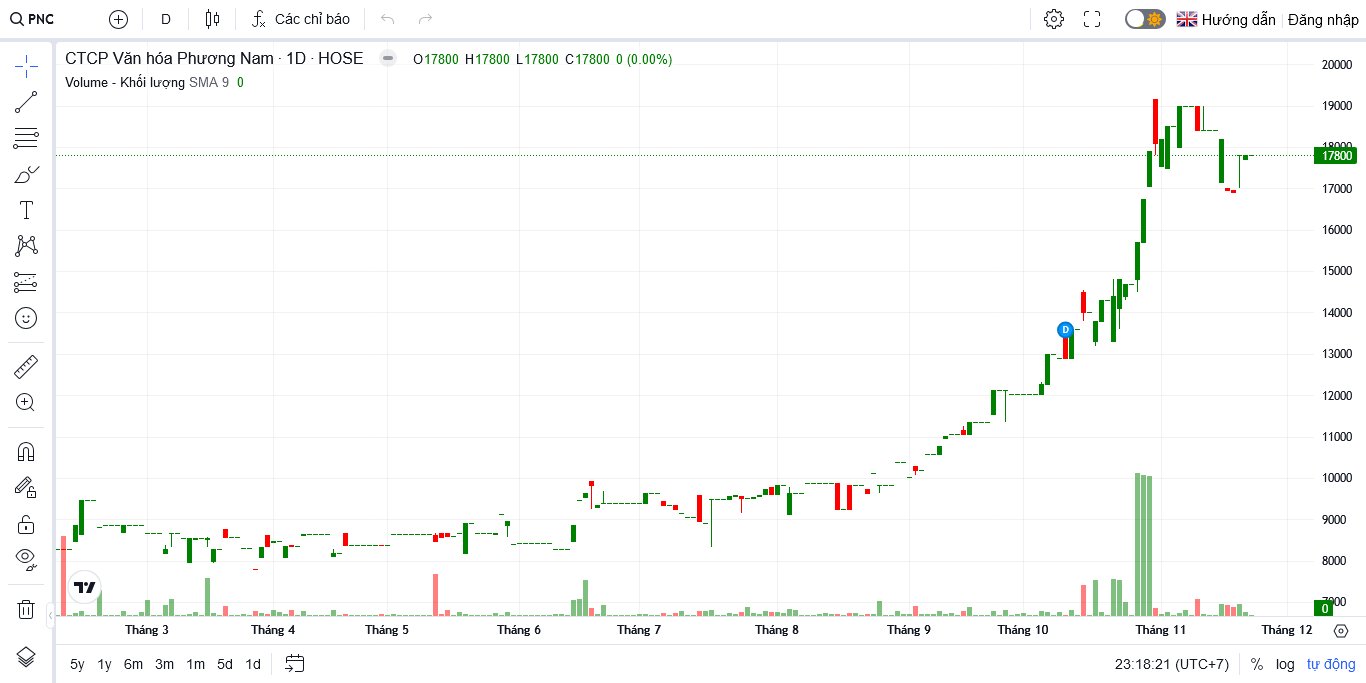 PNC D Các chỉ báo Hướng dẫn Đăng nhập
CTCP Văn hóa Phương Nam · 1D · HOSE O17800 H17800 L17800 C17800 0 (0.00%)
Volume - Khối lượng SMA 9 0
20000
19000
18000
17800
17000
16000
15000
14000
D
13000
12000
11000
10000
9000
8000
7000
0
Tháng 3 Tháng 4 Tháng 5 Tháng 6 Tháng 7 Tháng 8 Tháng 9 Tháng 10 Tháng 11 Tháng 12
5y 1y 6m 3m 1m 5d 1d 23:18:21 (UTC+7) % log tự động